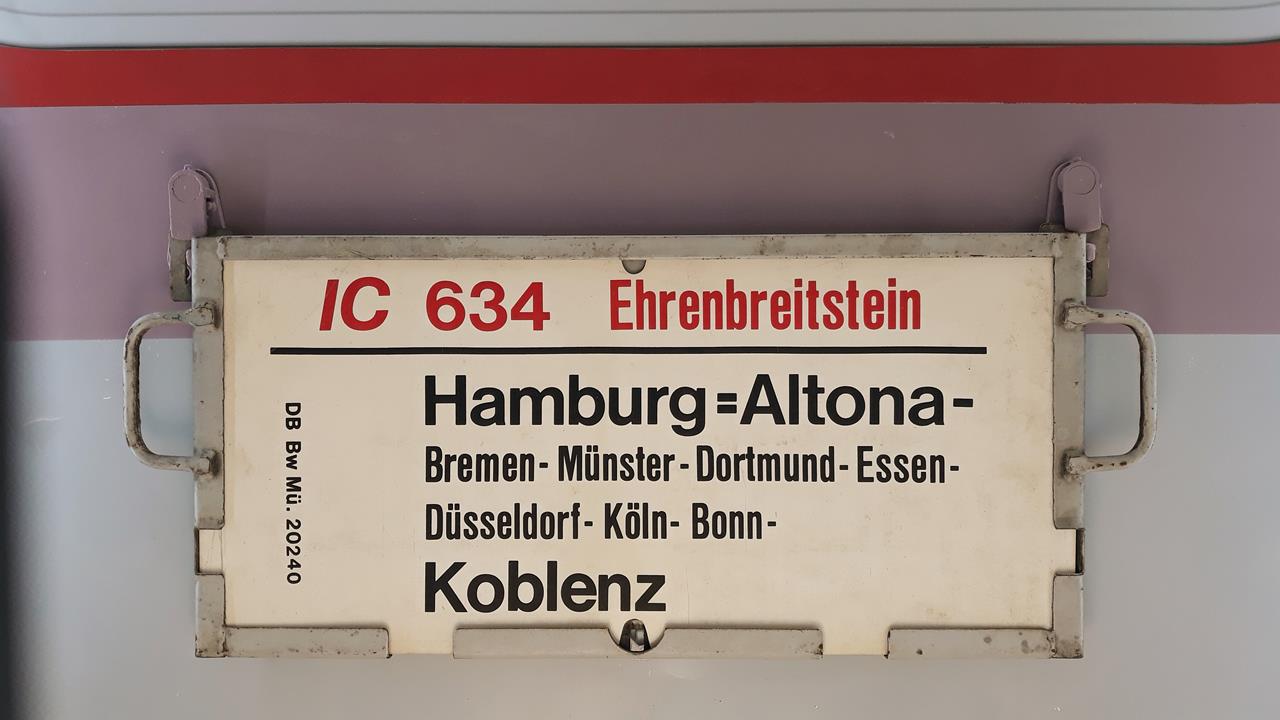 IC 634 Ehrenbreitstein
Hamburg=Altona-
Bremen- Münster- Dortmund- Essen-
Düsseldorf- Köln- Bonn-
Koblenz
DB Bw Mü. 20240